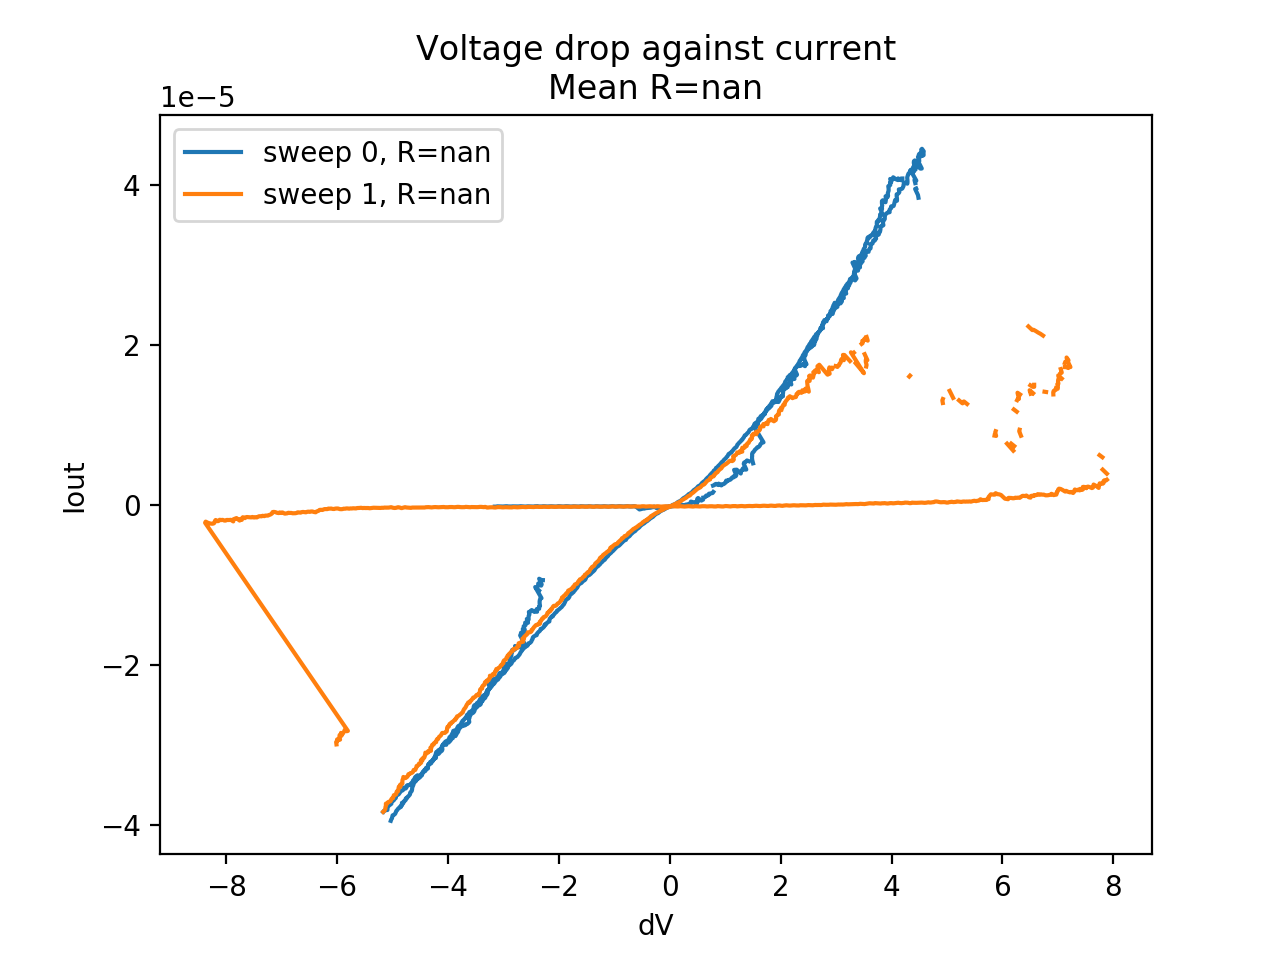 Voltage drop against current
Mean R=nan
1e−5
sweep 0, R=nan
sweep 1, R=nan
4
2
0
−2
−4
Iout
−8 −6 −4 −2 0 2 4 6 8
dV